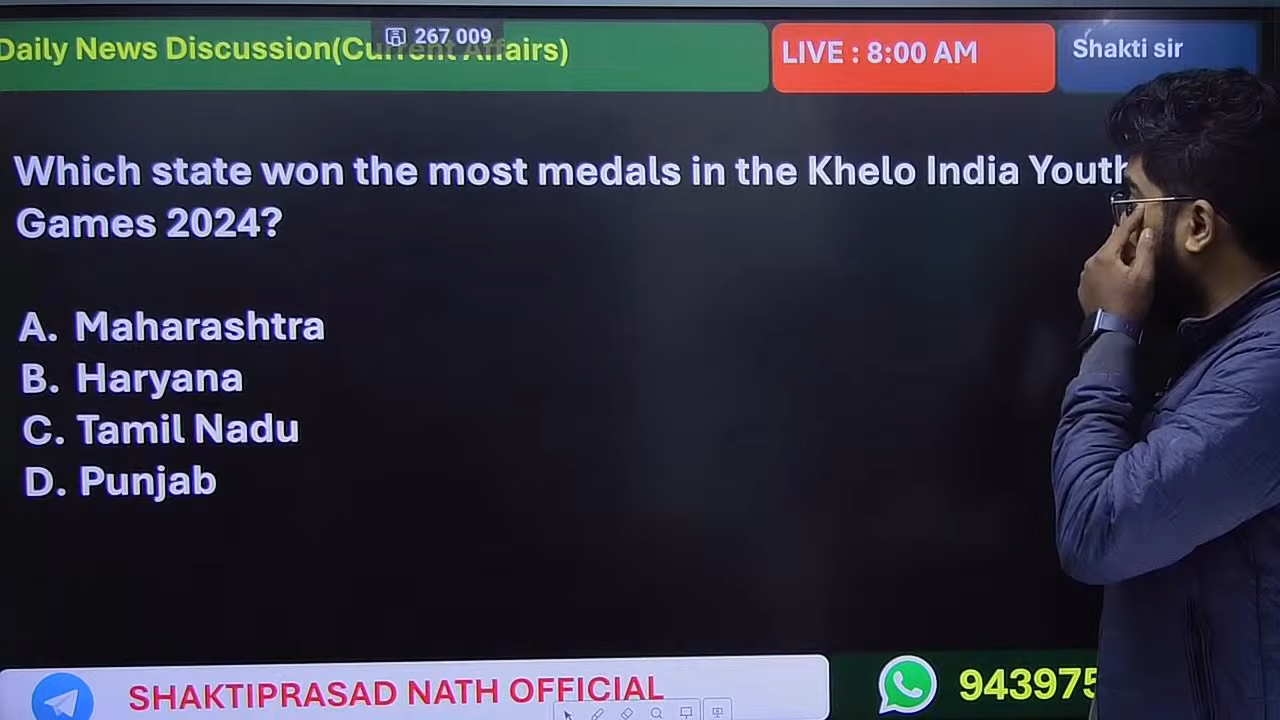 267 009
Daily News Discussion(Current Affairs)
LIVE : 8:00 AM
Shakti sir
Which state won the most medals in the Khelo India Youth
Games 2024?
A. Maharashtra
B. Haryana
C. Tamil Nadu
D. Punjab
SHAKTIPRASAD NATH OFFICIAL
943975